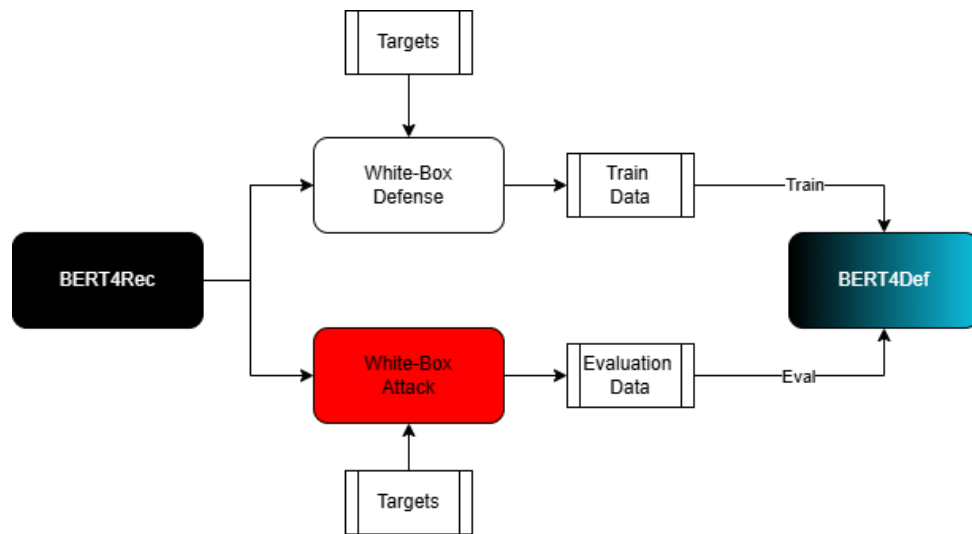 Targets
White-Box
Defense
Train
Data
Train
BERT4Rec
BERT4Def
White-Box
Attack
Evaluation
Data
Eval
Targets